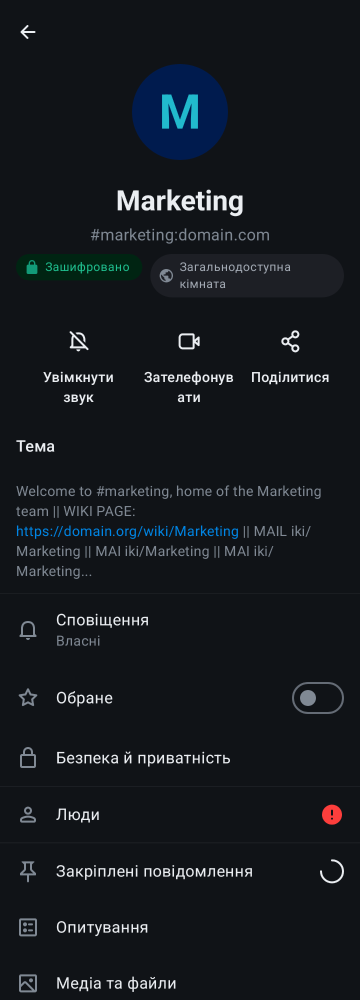 M
Marketing
#marketing:domain.com
Зашифровано
Загальнодоступна
кімната
Увімкнути
звук
Зателефонув
ати
Поділитися
Тема
Welcome to #marketing, home of the Marketing
team || WIKI PAGE:
https://domain.org/wiki/Marketing || MAIL iki/
Marketing || MAI iki/Marketing || MAI iki/
Marketing...
Сповіщення
Власні
Обране
Безпека й приватність
Люди
Закріплені повідомлення
Опитування
Медіа та файли